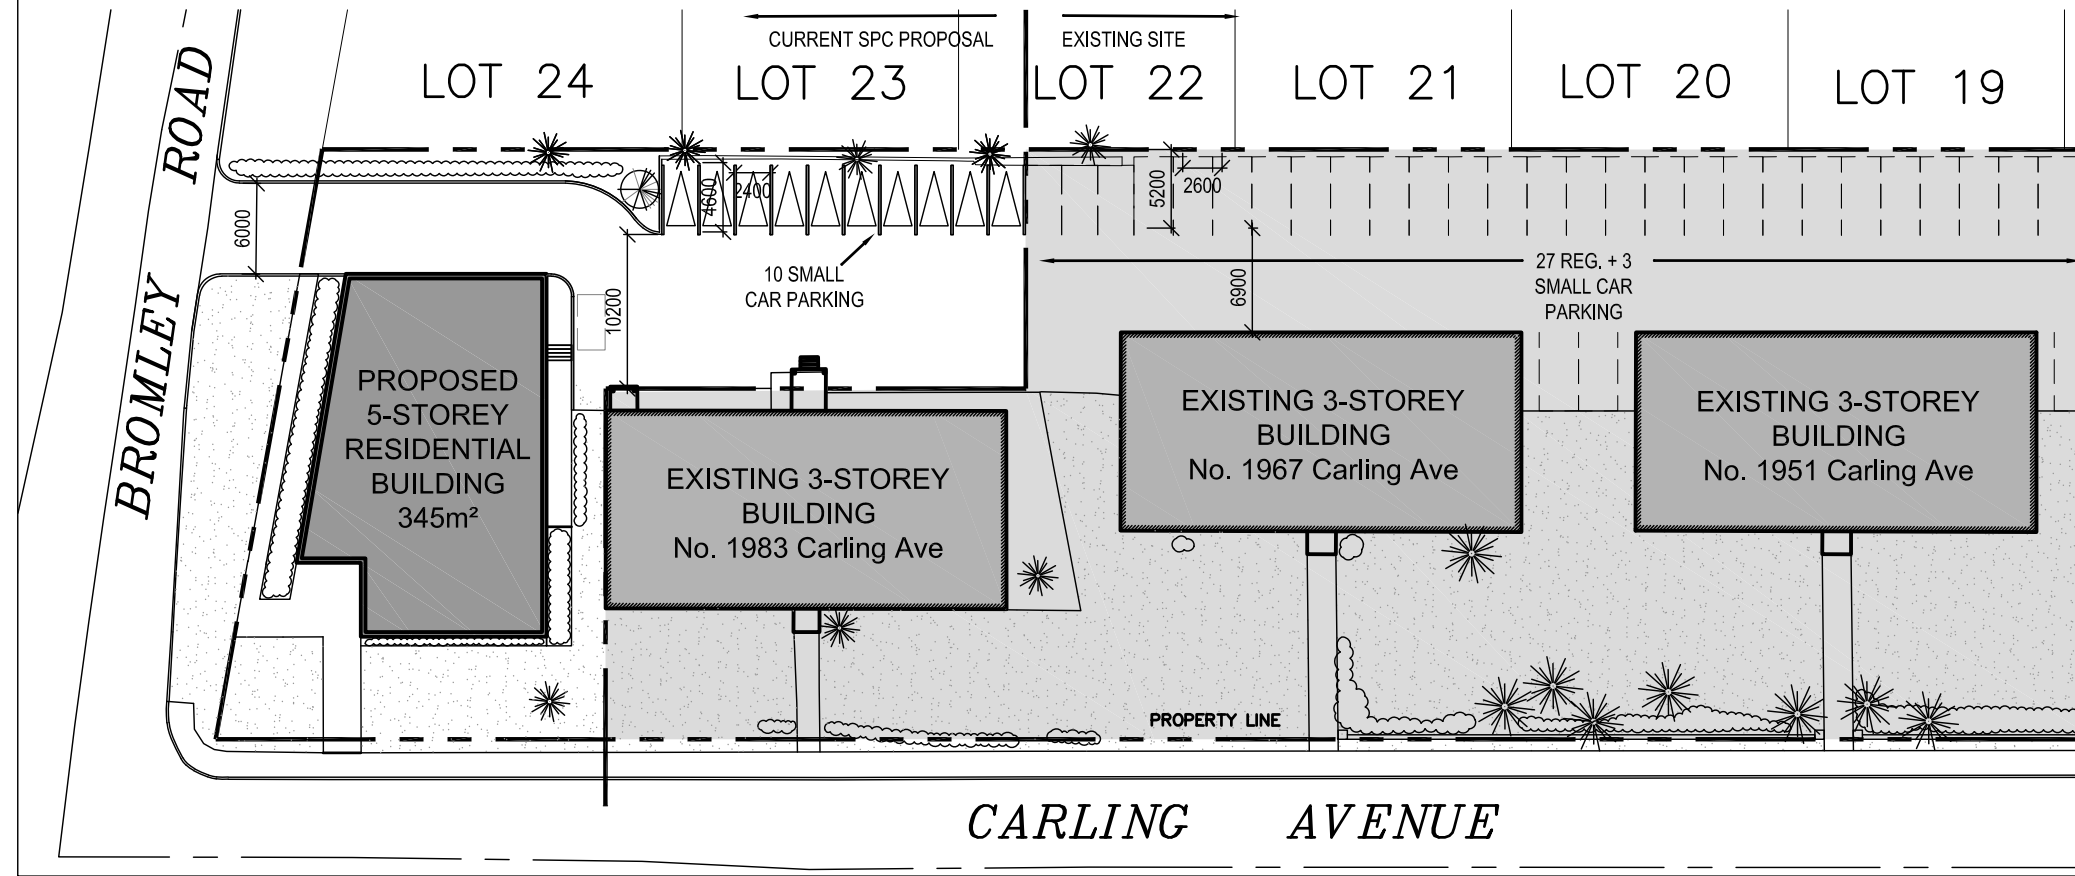 CURRENT SPC PROPOSAL
EXISTING SITE
LOT 24
LOT 23
LOT 22
LOT 21
LOT 20
LOT 19
BROMLEY ROAD
6000
4600
2400
5200
2600
10200
6900
10 SMALL
CAR PARKING
27 REG. + 3
SMALL CAR
PARKING
PROPOSED
5-STOREY
RESIDENTIAL
BUILDING
345m²
EXISTING 3-STOREY
BUILDING
No. 1983 Carling Ave
EXISTING 3-STOREY
BUILDING
No. 1967 Carling Ave
EXISTING 3-STOREY
BUILDING
No. 1951 Carling Ave
PROPERTY LINE
CARLING AVENUE